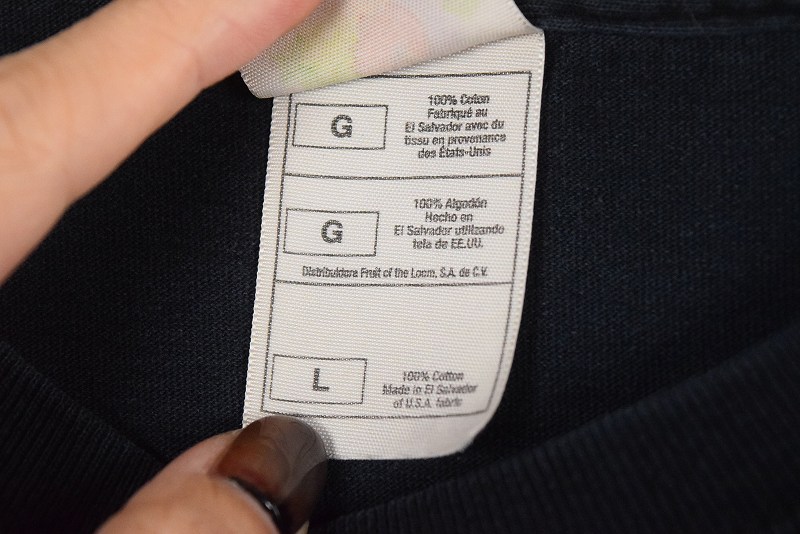 G
100% Coton
Fabriqué au
El Salvador avec du
tissu en provenance
des États-Unis
G
100% Algodón
Hecho en
El Salvador utilizando
tela de EE.UU.
Distribuidora Fruit of the Loom, S.A. de C.V.
L
100% Cotton
Made in El Salvador
of U.S.A. fabric